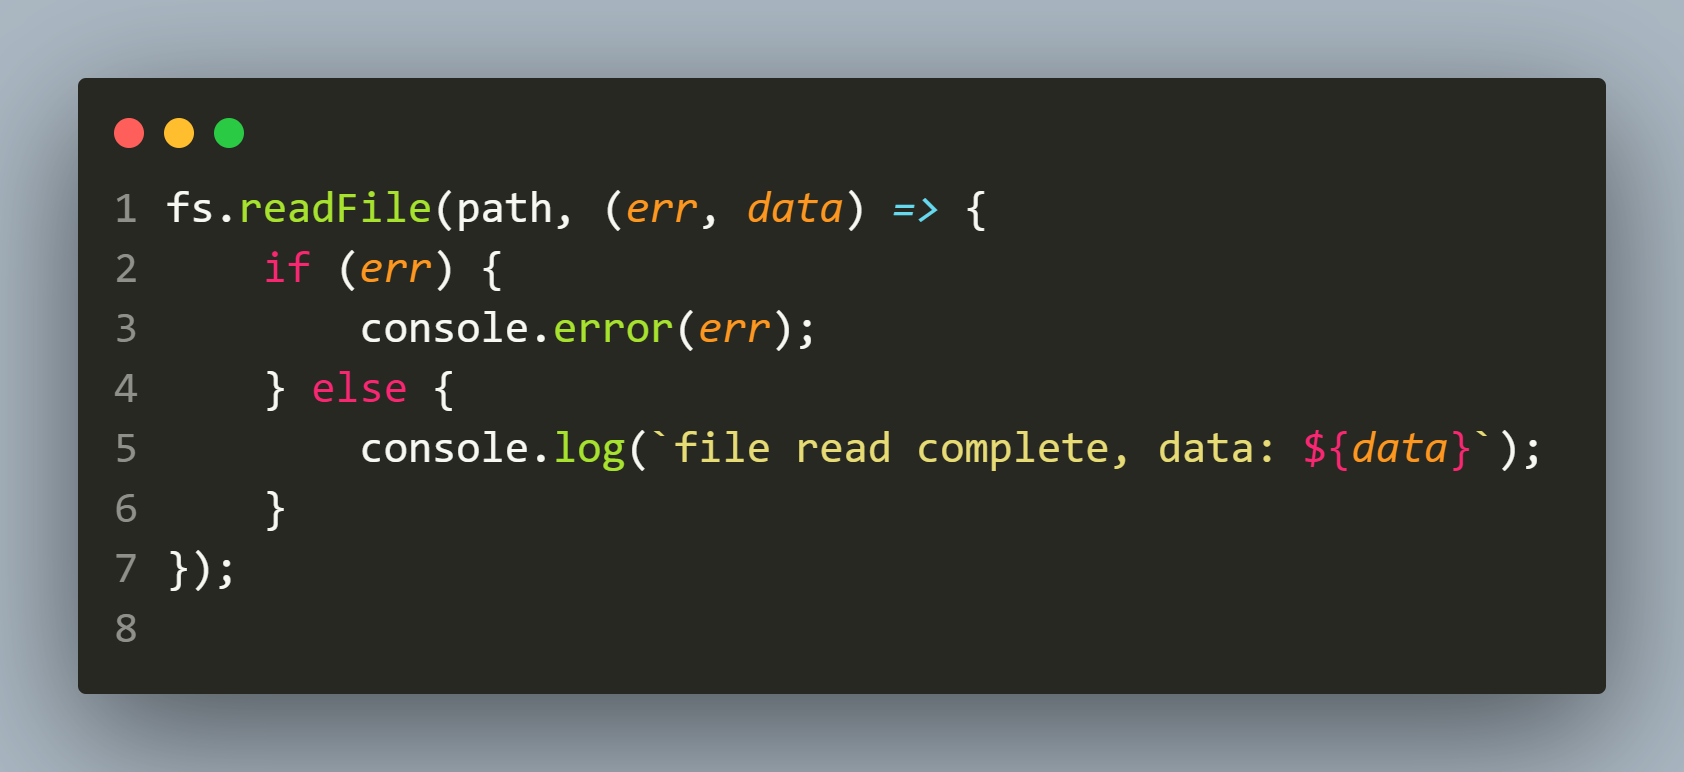 1 fs.readFile(path, (err, data) => {
2     if (err) {
3         console.error(err);
4     } else {
5         console.log(`file read complete, data: ${data}`);
6     }
7 });
8